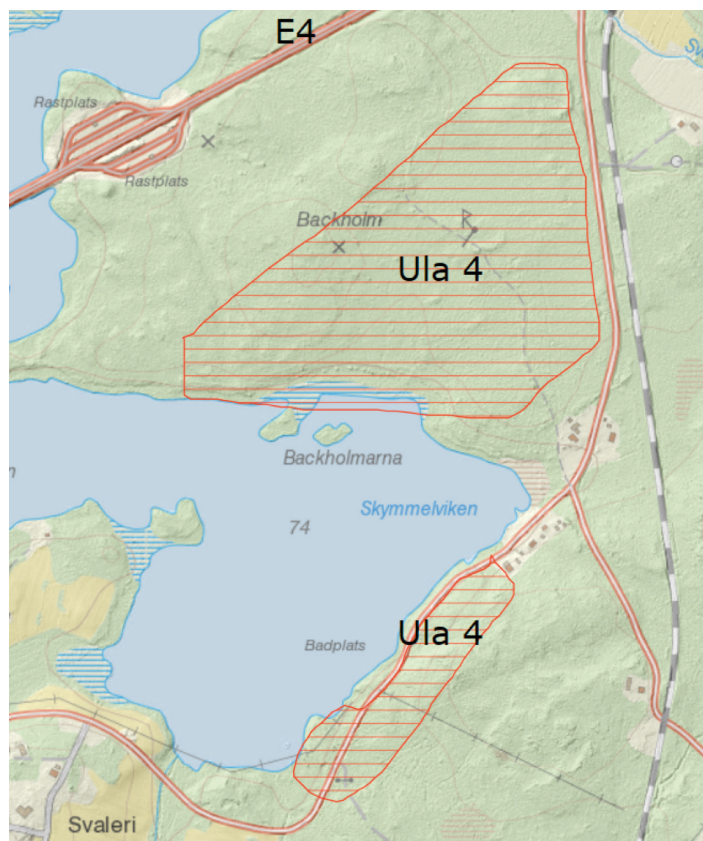 E4
Rastplats
Rastplats
Backholm
Ula 4
Backholmarna
Skymmelviken
74
Ula 4
Badplats
Svaleri